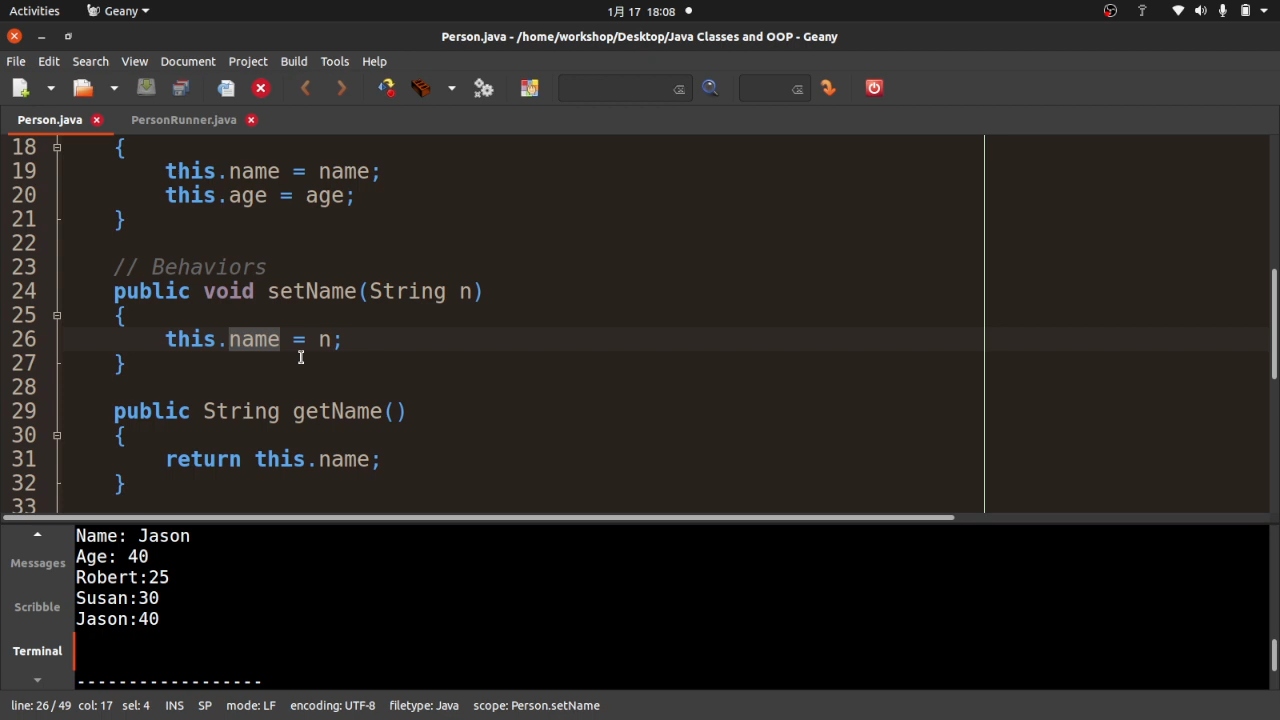 Activities Geany 1月 17 18:08
Person.java - /home/workshop/Desktop/Java Classes and OOP - Geany
File Edit Search View Document Project Build Tools Help
Person.java PersonRunner.java
18 {
19 this.name = name;
20 this.age = age;
21 }
22
23 // Behaviors
24 public void setName(String n)
25 {
26 this.name = n;
27 }
28
29 public String getName()
30 {
31 return this.name;
32 }
33
Messages
Scribble
Terminal
Name: Jason
Age: 40
Robert:25
Susan:30
Jason:40
------------------
line: 26 / 49 col: 17 sel: 4 INS SP mode: LF encoding: UTF-8 filetype: Java scope: Person.setName